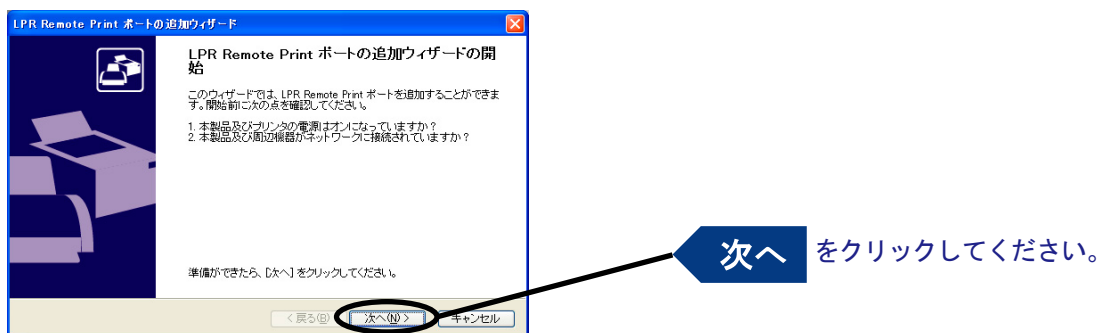 LPR Remote Print ポートの追加ウィザード
LPR Remote Print ポートの追加ウィザードの開
始
このウィザードでは、LPR Remote Print ポートを追加することができま
す。開始前に次の点を確認してください。
1. 本製品及びプリンタの電源はオンになっていますか？
2. 本製品及び周辺機器がネットワークに接続されていますか？
準備ができたら、[次へ] をクリックしてください。
< 戻る(B)
次へ(N) >
キャンセル
次へ をクリックしてください。